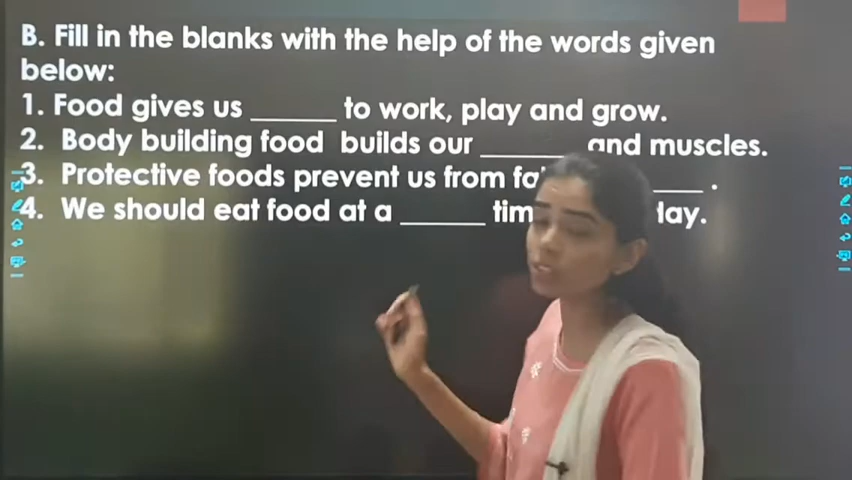 B. Fill in the blanks with the help of the words given
below:
1. Food gives us ______ to work, play and grow.
2. Body building food builds our ______ and muscles.
3. Protective foods prevent us from ____ .
4. We should eat food at a ______